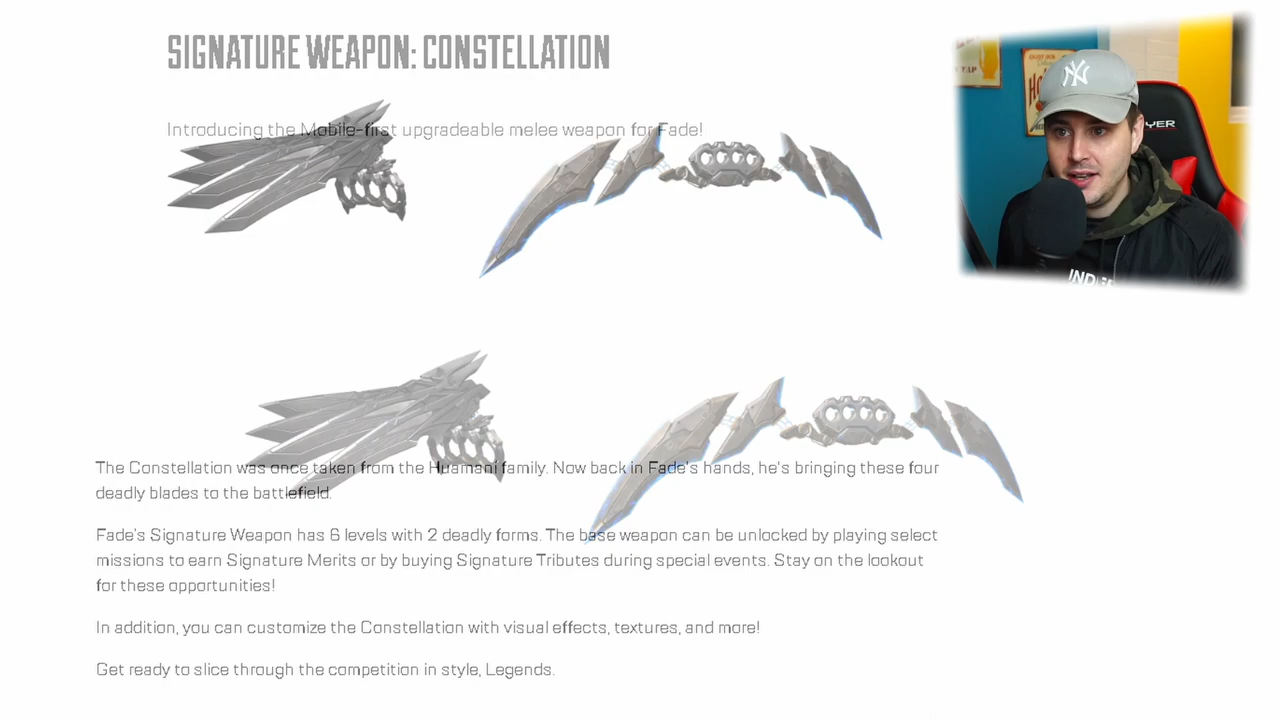 SIGNATURE WEAPON: CONSTELLATION
Introducing the Mobile-first upgradeable melee weapon for Fade!
The Constellation was once taken from the Huamani family. Now back in Fade's hands, he's bringing these four
deadly blades to the battlefield.
Fade's Signature Weapon has 6 levels with 2 deadly forms. The base weapon can be unlocked by playing select
missions to earn Signature Merits or by buying Signature Tributes during special events. Stay on the lookout
for these opportunities!
In addition, you can customize the Constellation with visual effects, textures, and more!
Get ready to slice through the competition in style, Legends.
NY